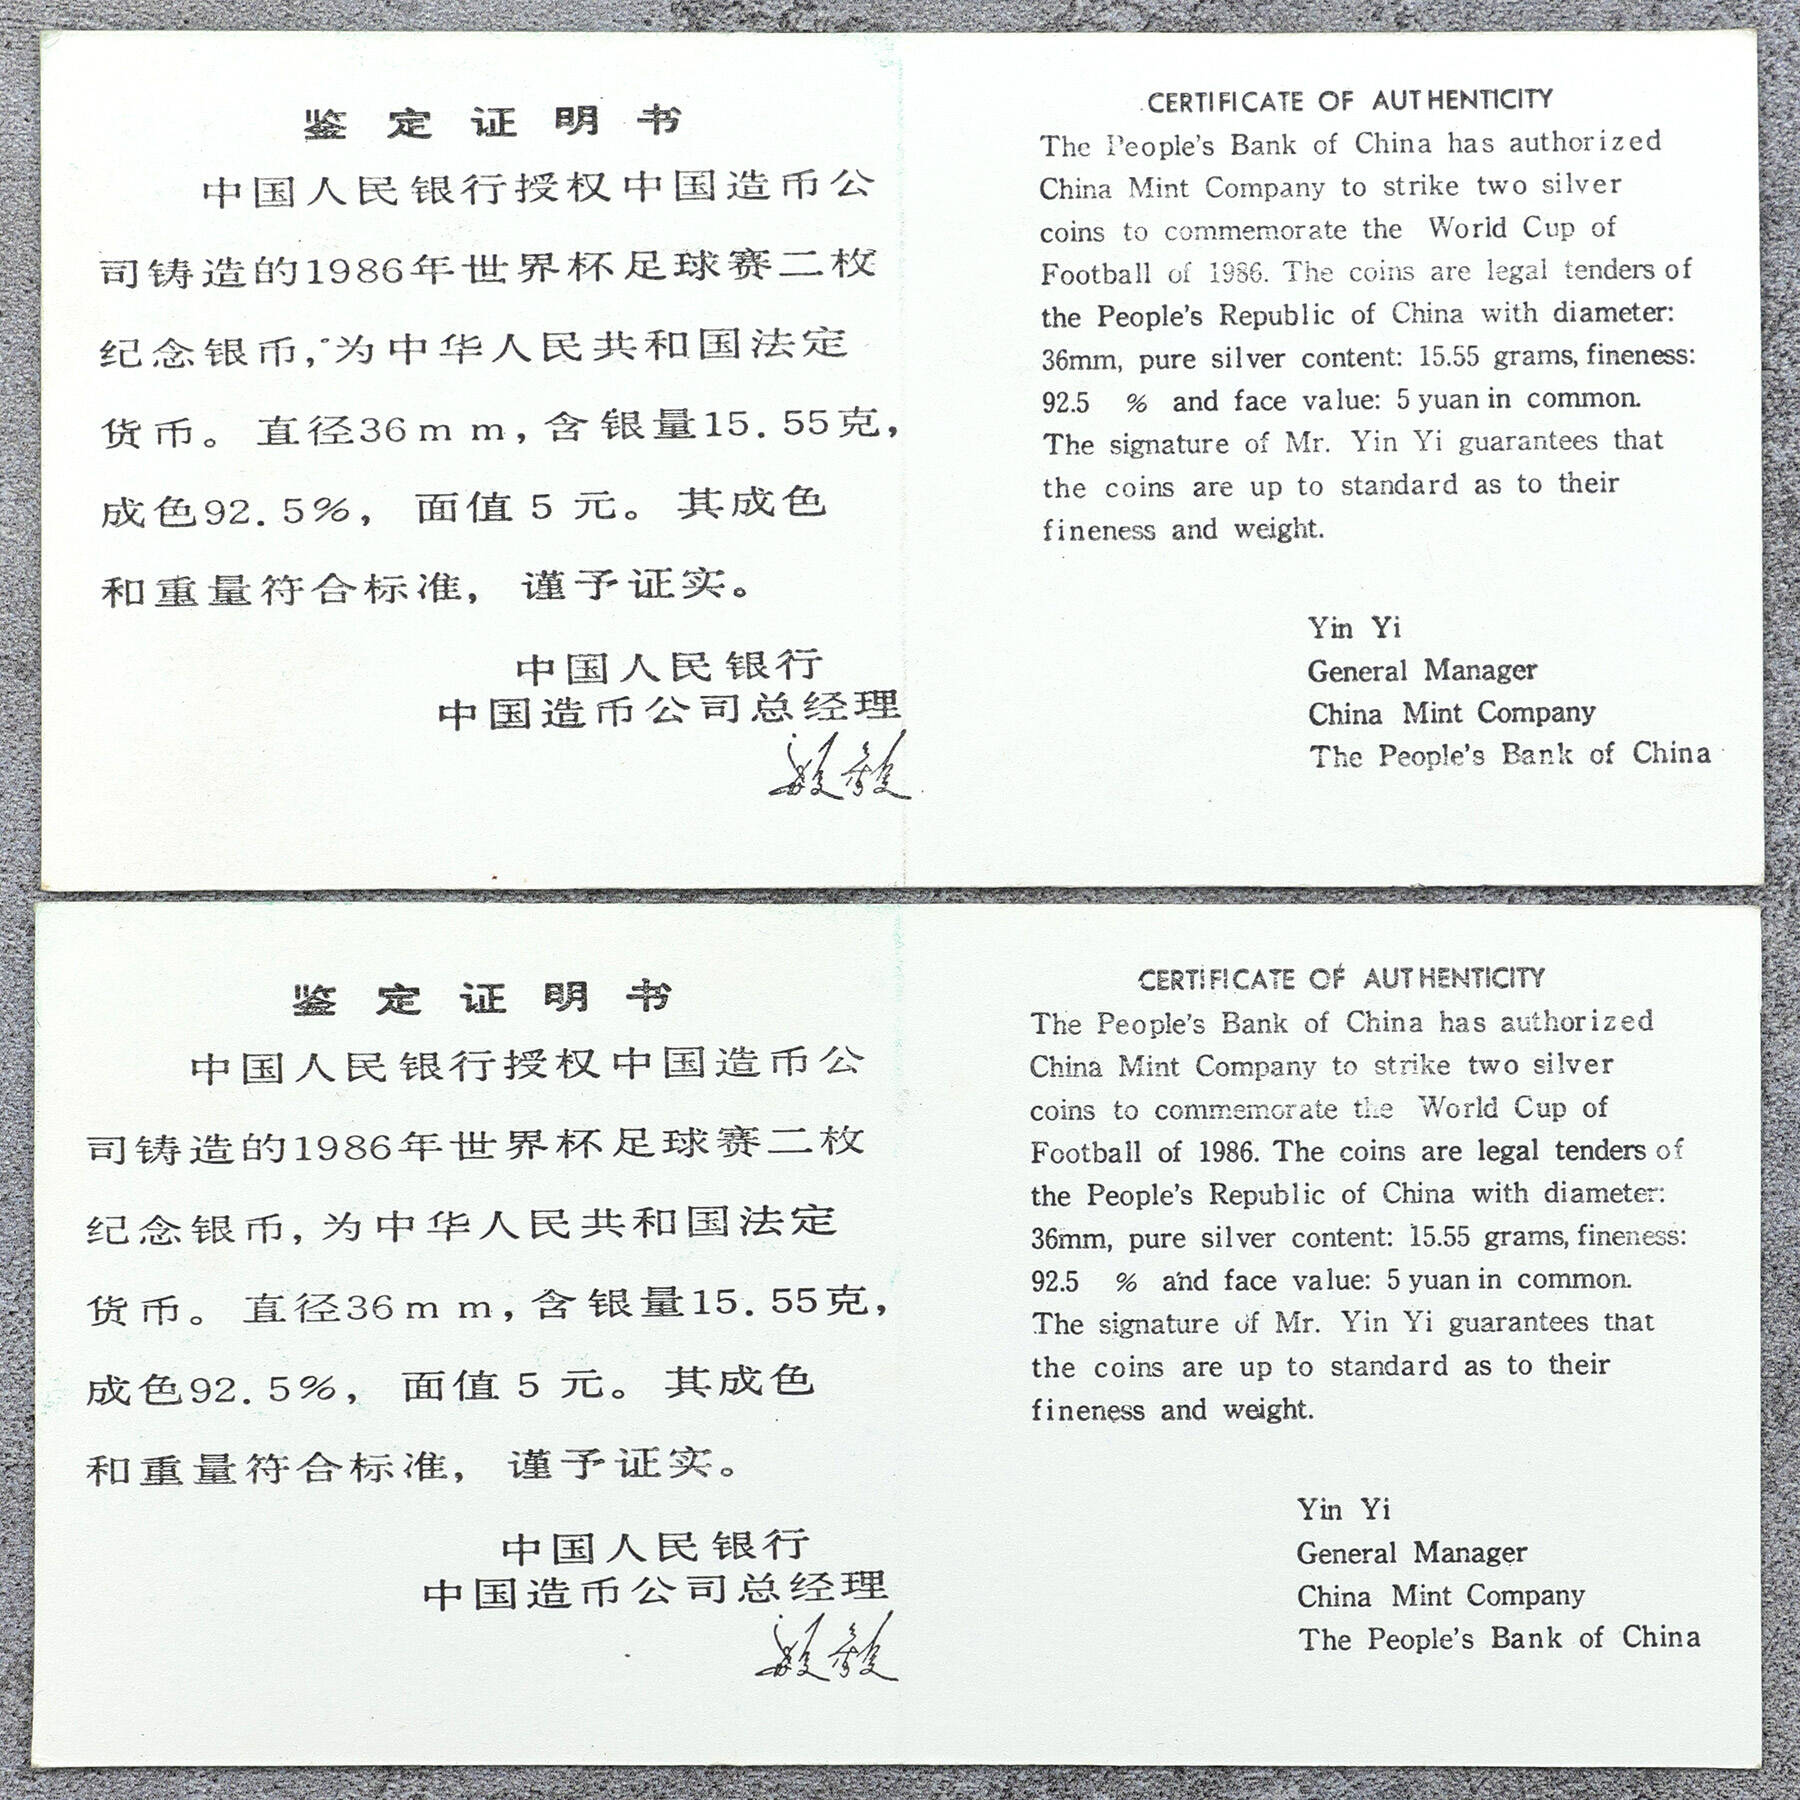 鉴定证明书
中国人民银行授权中国造币公
司铸造的1986年世界杯足球赛二枚
纪念银币,为中华人民共和国法定
货币。直径36mm,含银量15.55克,
成色92.5%, 面值5元。其成色
和重量符合标准, 谨予证实。
中国人民银行
中国造币公司总经理
CERTIFICATE OF AUTHENTICITY
The People's Bank of China has authorized
China Mint Company to strike two silver
coins to commemorate the World Cup of
Football of 1986. The coins are legal tenders of
the People's Republic of China with diameter:
36mm, pure silver content: 15.55 grams, fineness:
92.5 % and face value: 5 yuan in common.
The signature of Mr. Yin Yi guarantees that
the coins are up to standard as to their
fineness and weight.
Yin Yi
General Manager
China Mint Company
The People's Bank of China
鉴定证明书
中国人民银行授权中国造币公
司铸造的1986年世界杯足球赛二枚
纪念银币,为中华人民共和国法定
货币。直径36mm,含银量15.55克,
成色92.5%, 面值5元。其成色
和重量符合标准, 谨予证实。
中国人民银行
中国造币公司总经理
CERTIFICATE OF AUTHENTICITY
The People's Bank of China has authorized
China Mint Company to strike two silver
coins to commemorate the World Cup of
Football of 1986. The coins are legal tenders of
the People's Republic of China with diameter:
36mm, pure silver content: 15.55 grams, fineness:
92.5 % and face value: 5 yuan in common.
The signature of Mr. Yin Yi guarantees that
the coins are up to standard as to their
fineness and weight.
Yin Yi
General Manager
China Mint Company
The People's Bank of China